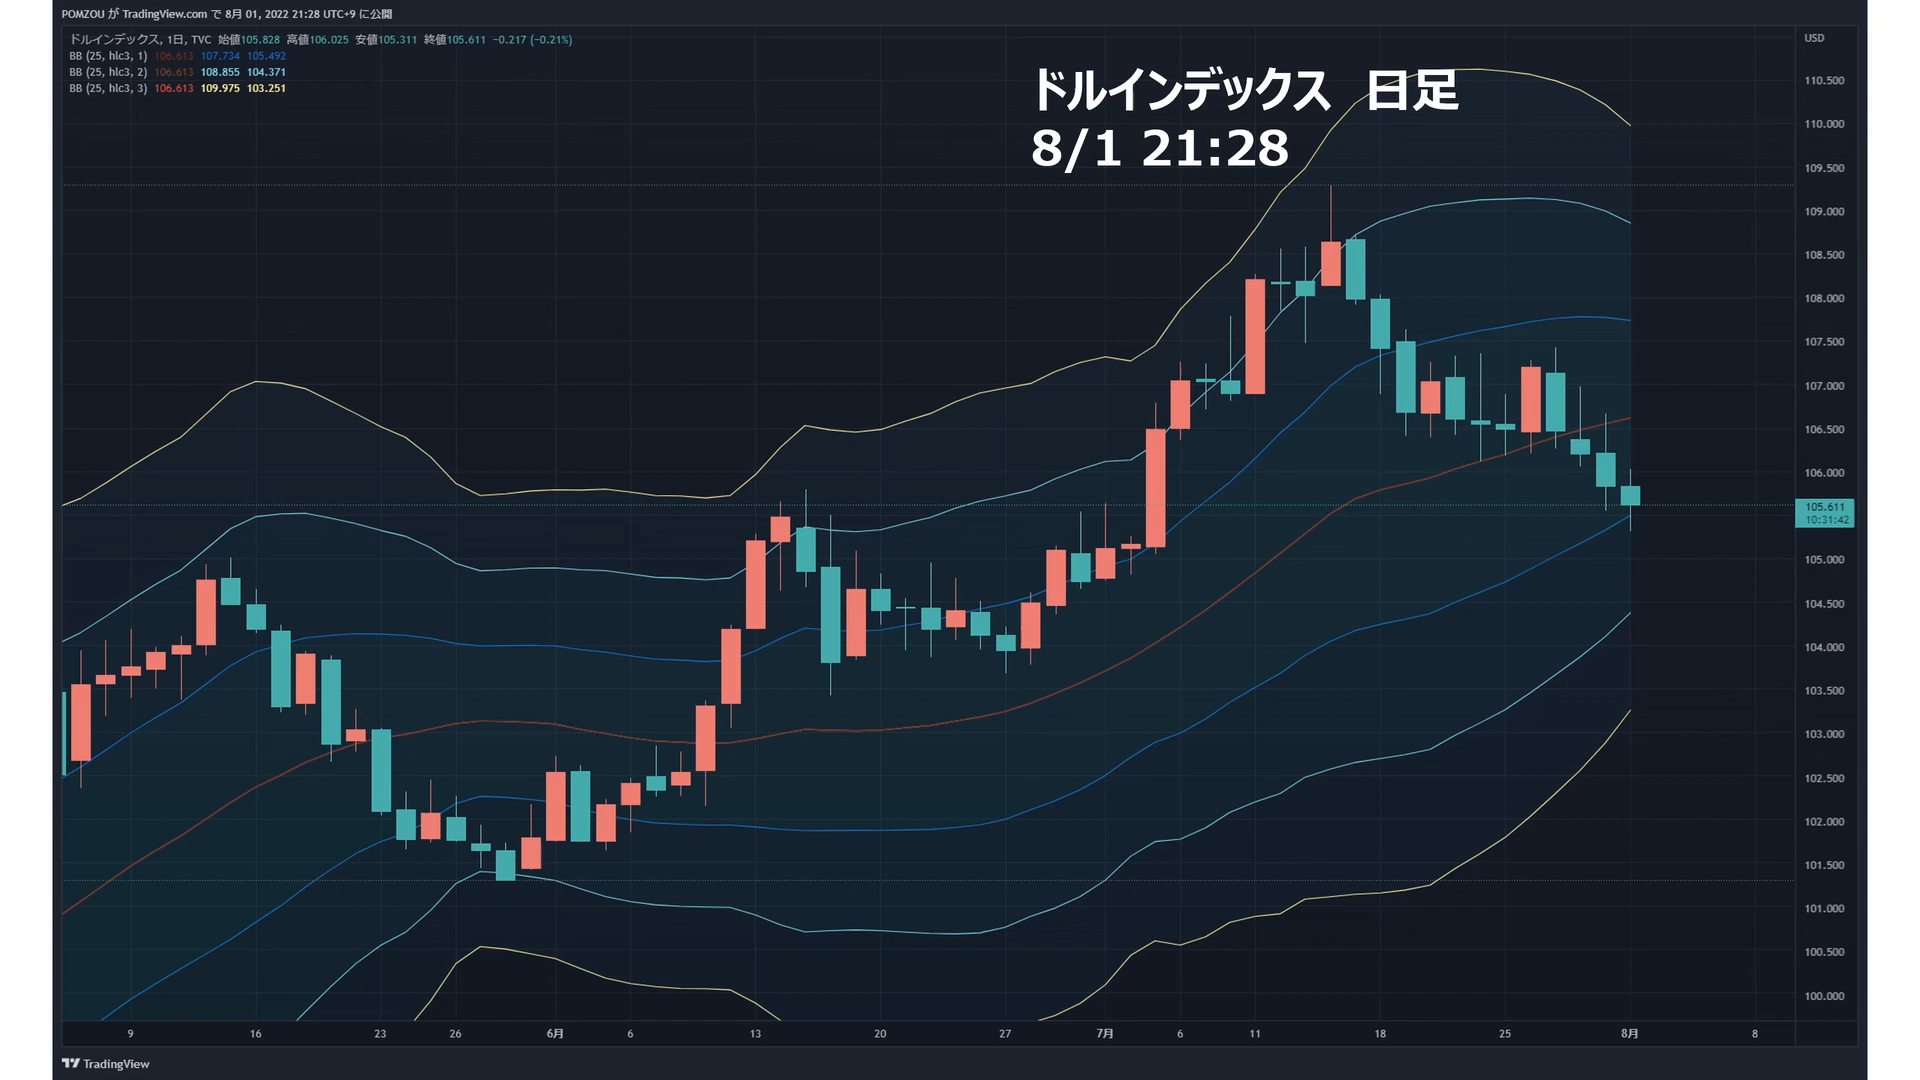 POMZOU が TradingView.com で 8月 01, 2022 21:28 UTC+9 に公開
ドルインデックス, 1日, TVC 始値105.828 高値106.025 安値105.311 終値105.611 −0.217 (−0.21%)
BB (25, hlc3, 1) 106.613 107.734 105.492
BB (25, hlc3, 2) 106.613 108.855 104.371
BB (25, hlc3, 3) 106.613 109.975 103.251
ドルインデックス 日足
8/1 21:28
USD
110.500
110.000
109.500
109.000
108.500
108.000
107.500
107.000
106.500
106.000
105.611
10:31:42
105.000
104.500
104.000
103.500
103.000
102.500
102.000
101.500
101.000
100.500
100.000
9 16 23 26 6月 6 13 20 27 7月 6 11 18 25 8月 8
TradingView